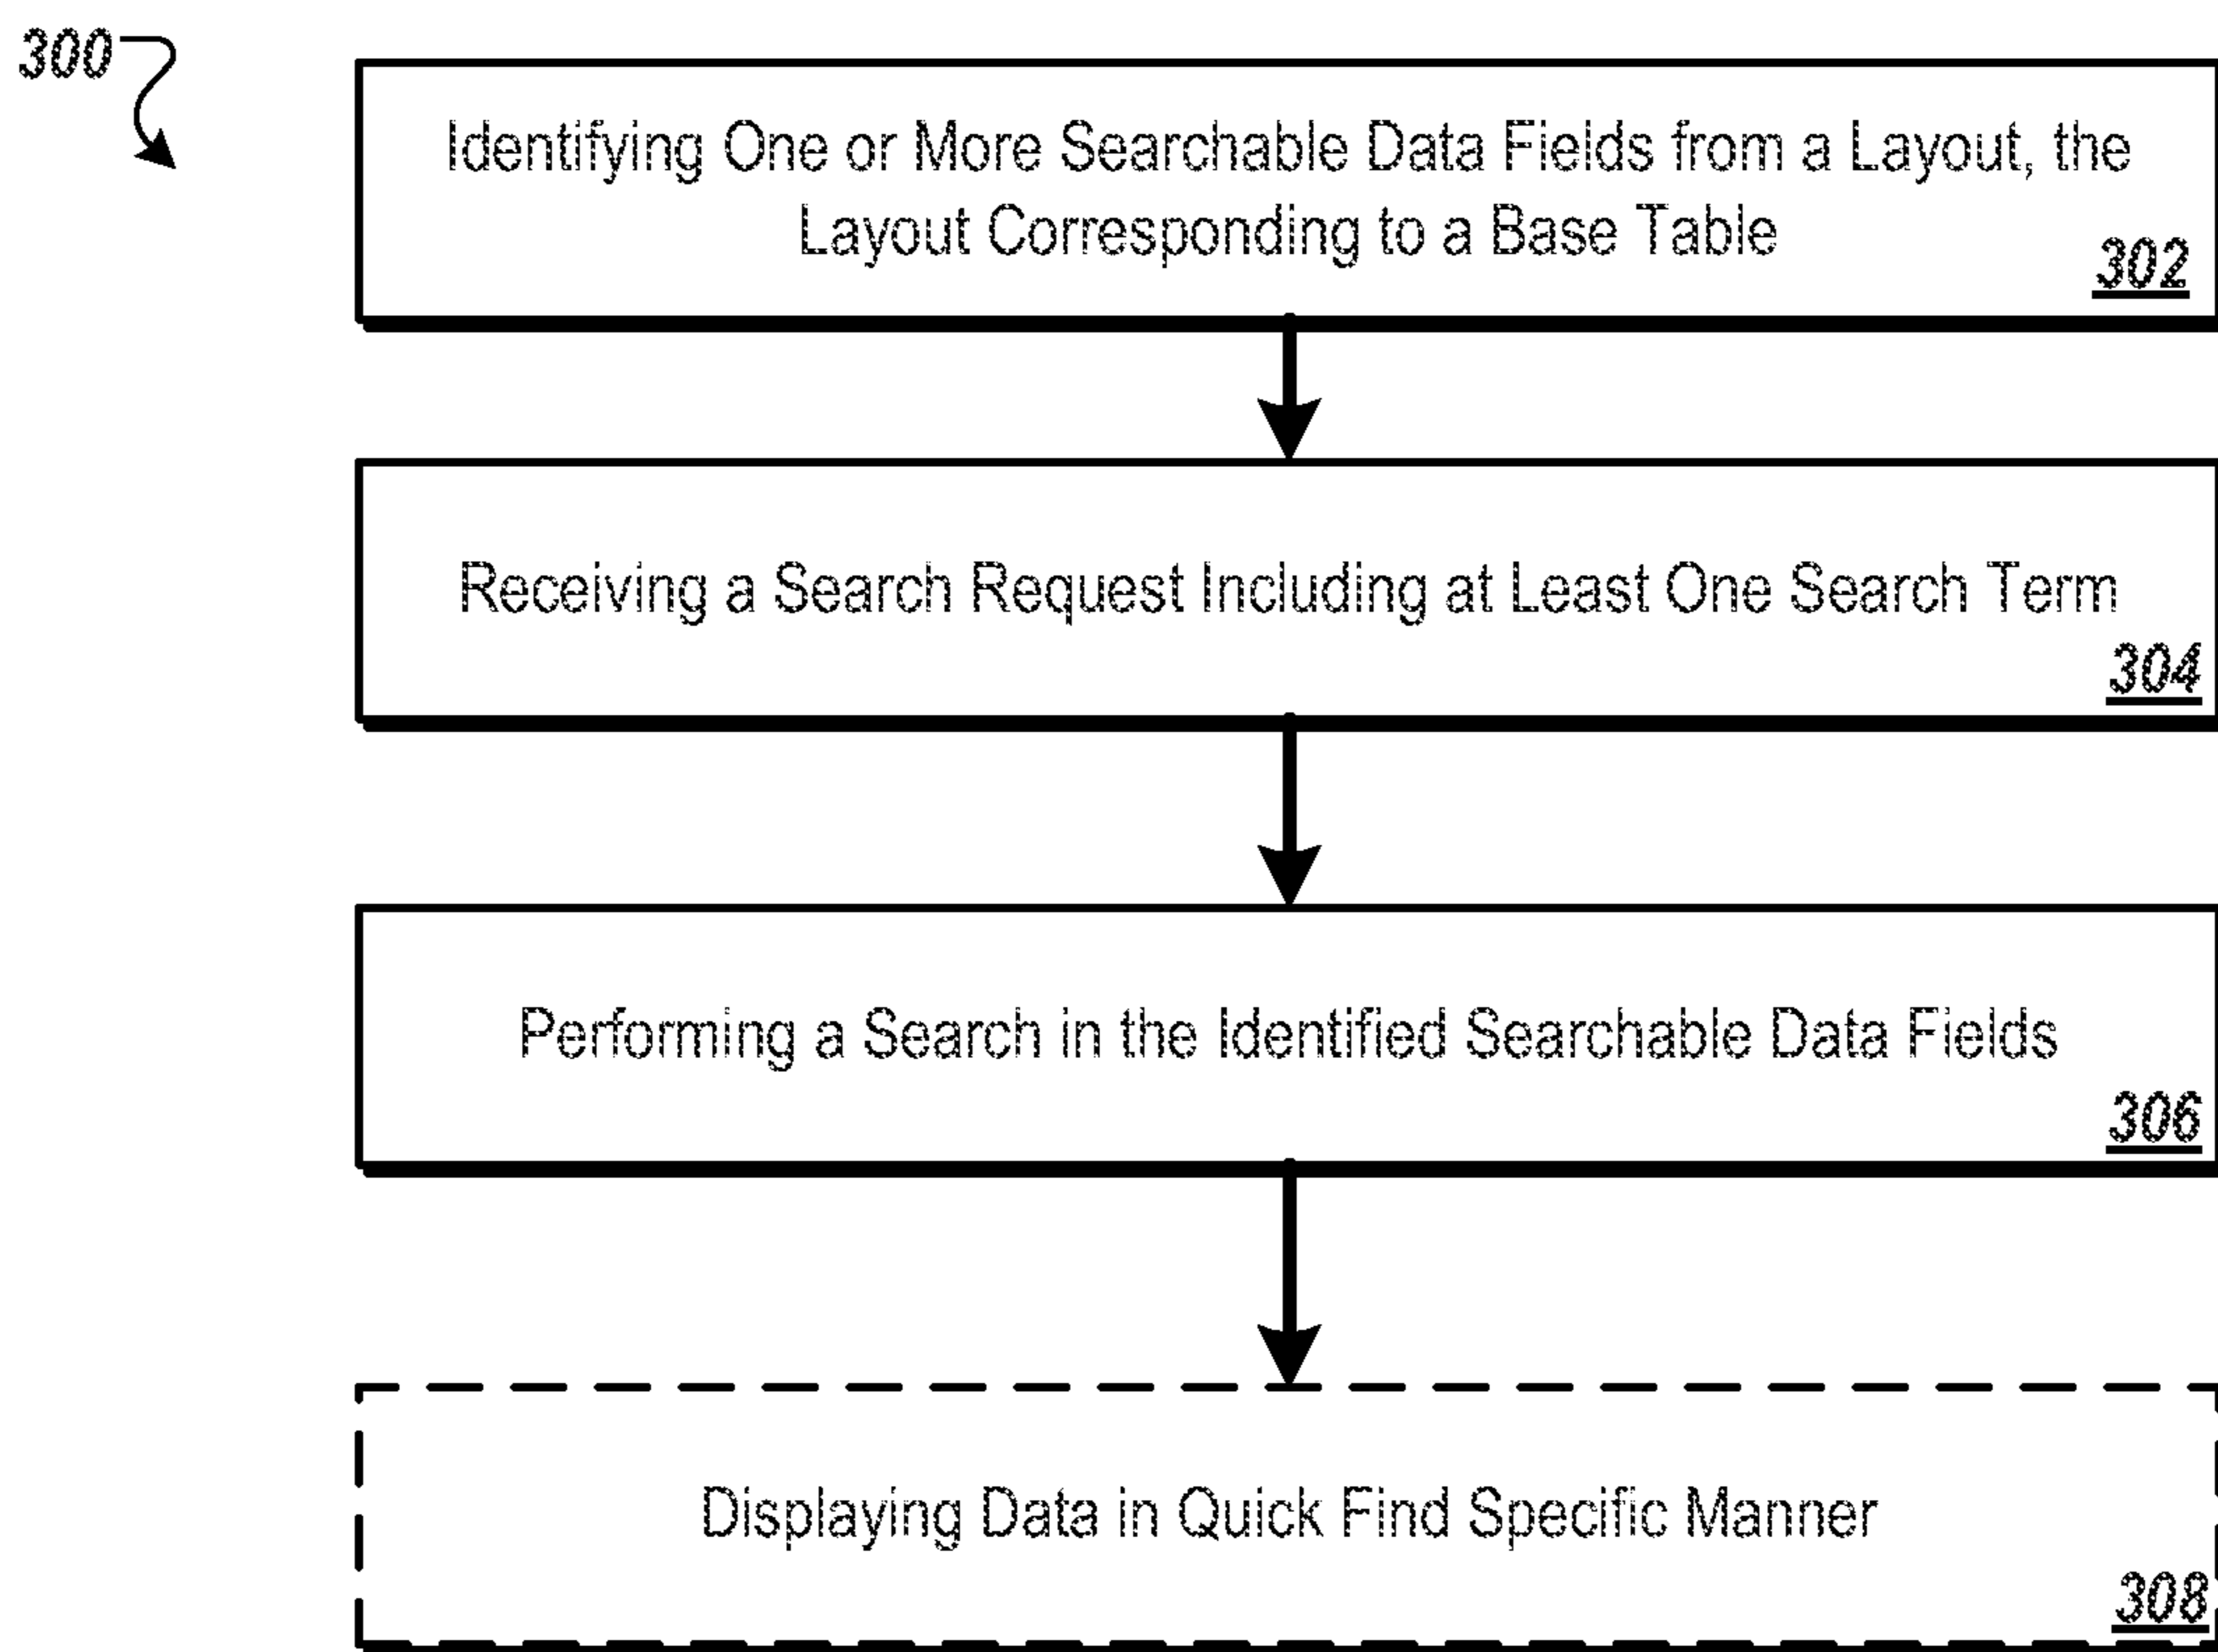 300
Identifying One or More Searchable Data Fields from a Layout, the
Layout Corresponding to a Base Table
302
Receiving a Search Request Including at Least One Search Term
304
Performing a Search in the Identified Searchable Data Fields
306
Displaying Data in Quick Find Specific Manner
308